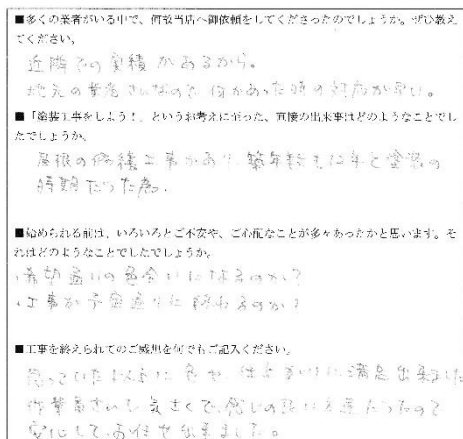 ■多くの業者がいる中で、何故当店へ御依頼をしてくださったのでしょうか。ぜひ教え
てください。
近隣での実績があるから。
地元の業者さんなので何かあった時の対応が早い。
■「塗装工事をしよう!」というお考えに至った、直接の出来事はどのようなことでし
たでしょうか。
屋根の修繕工事があり、築年数も12年と塗装の
時期だった為。
■始められる前は、いろいろとご不安や、ご心配なことが多々あったかと思います。そ
れはどのようなことでしたでしょうか。
・希望通りの色合いになるのか?
・工事が予定通りに終わるのか?
■工事を終えられてのご感想を何でもご記入ください。
思っていた以上に色や、仕上がりに満足出来ました
作業員さんも気さくで、感じの良い方達だったので
安心して、お任せ出来ました。